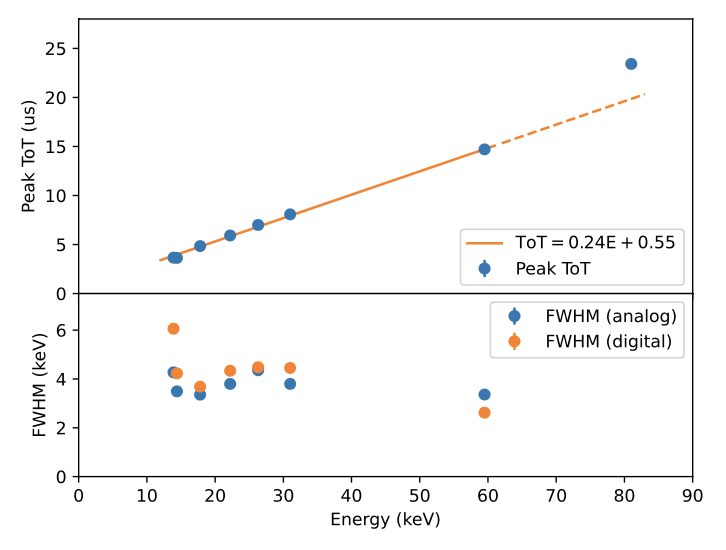 25
20
15
10
5
0
Peak ToT (us)
ToT = 0.24E + 0.55
Peak ToT
6
4
2
0
FWHM (keV)
FWHM (analog)
FWHM (digital)
0 10 20 30 40 50 60 70 80 90
Energy (keV)